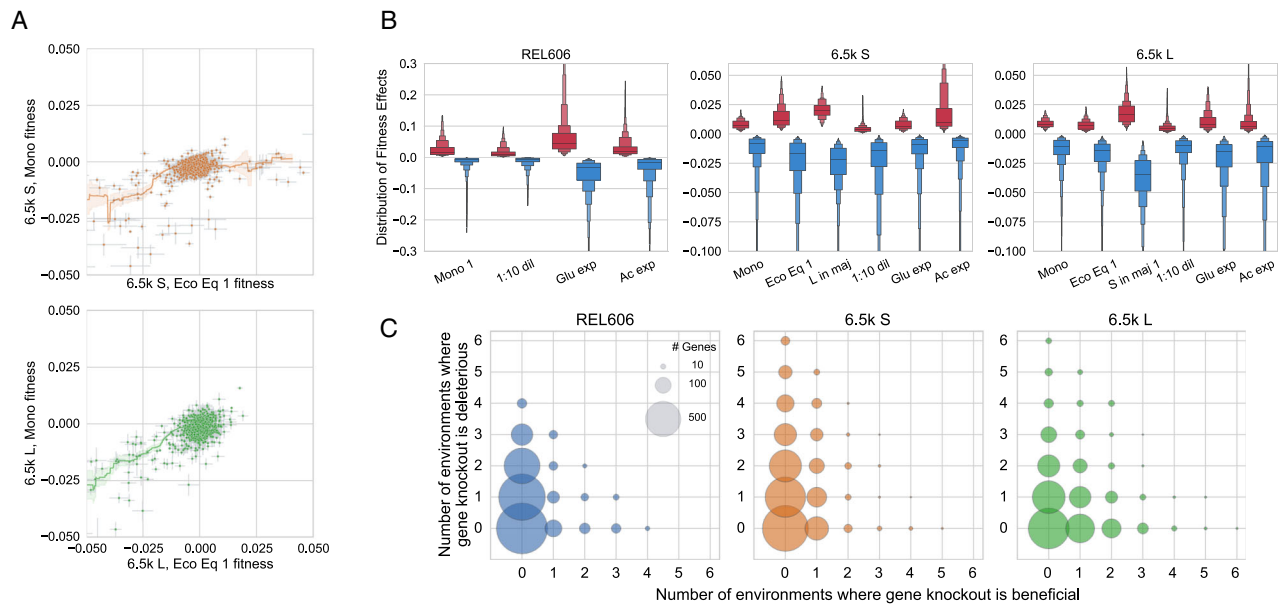 A
0.050
0.025
0.000
−0.025
−0.050
6.5k S, Mono fitness
6.5k S, Eco Eq 1 fitness
0.050
0.025
0.000
−0.025
−0.050
6.5k L, Mono fitness
−0.050
−0.025
0.000
0.025
0.050
6.5k L, Eco Eq 1 fitness
B
Distribution of Fitness Effects
REL606
0.3
0.2
0.1
0.0
−0.1
−0.2
−0.3
Mono 1
1:10 dil
Glu exp
Ac exp
6.5k S
0.050
0.025
0.000
−0.025
−0.050
−0.075
−0.100
Mono
Eco Eq 1
L in maj
1:10 dil
Glu exp
Ac exp
6.5k L
0.050
0.025
0.000
−0.025
−0.050
−0.075
−0.100
Mono
Eco Eq 1
S in maj 1
1:10 dil
Glu exp
Ac exp
C
Number of environments where
gene knockout is deleterious
REL606
6
5
4
3
2
1
0
# Genes
10
100
500
0 1 2 3 4 5 6
6.5k S
6
5
4
3
2
1
0
0 1 2 3 4 5 6
6.5k L
6
5
4
3
2
1
0
0 1 2 3 4 5 6
Number of environments where gene knockout is beneficial